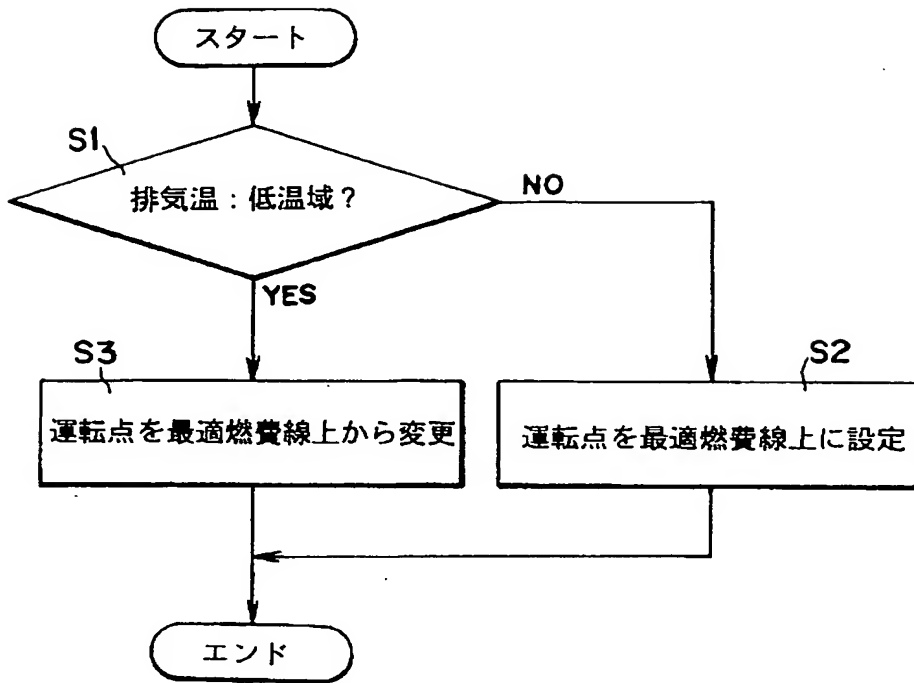 スタート
S1
排気温：低温域？
NO
YES
S3
運転点を最適燃費線上から変更
S2
運転点を最適燃費線上に設定
エンド